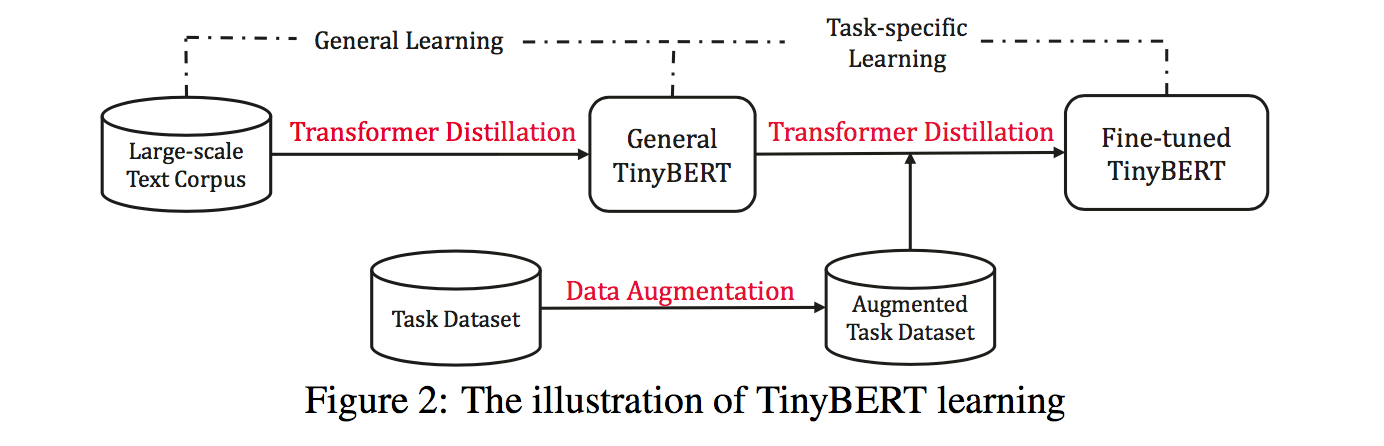 General Learning
Task-specific
Learning
Large-scale
Text Corpus
Transformer Distillation
General
TinyBERT
Transformer Distillation
Fine-tuned
TinyBERT
Task Dataset
Data Augmentation
Augmented
Task Dataset
Figure 2: The illustration of TinyBERT learning